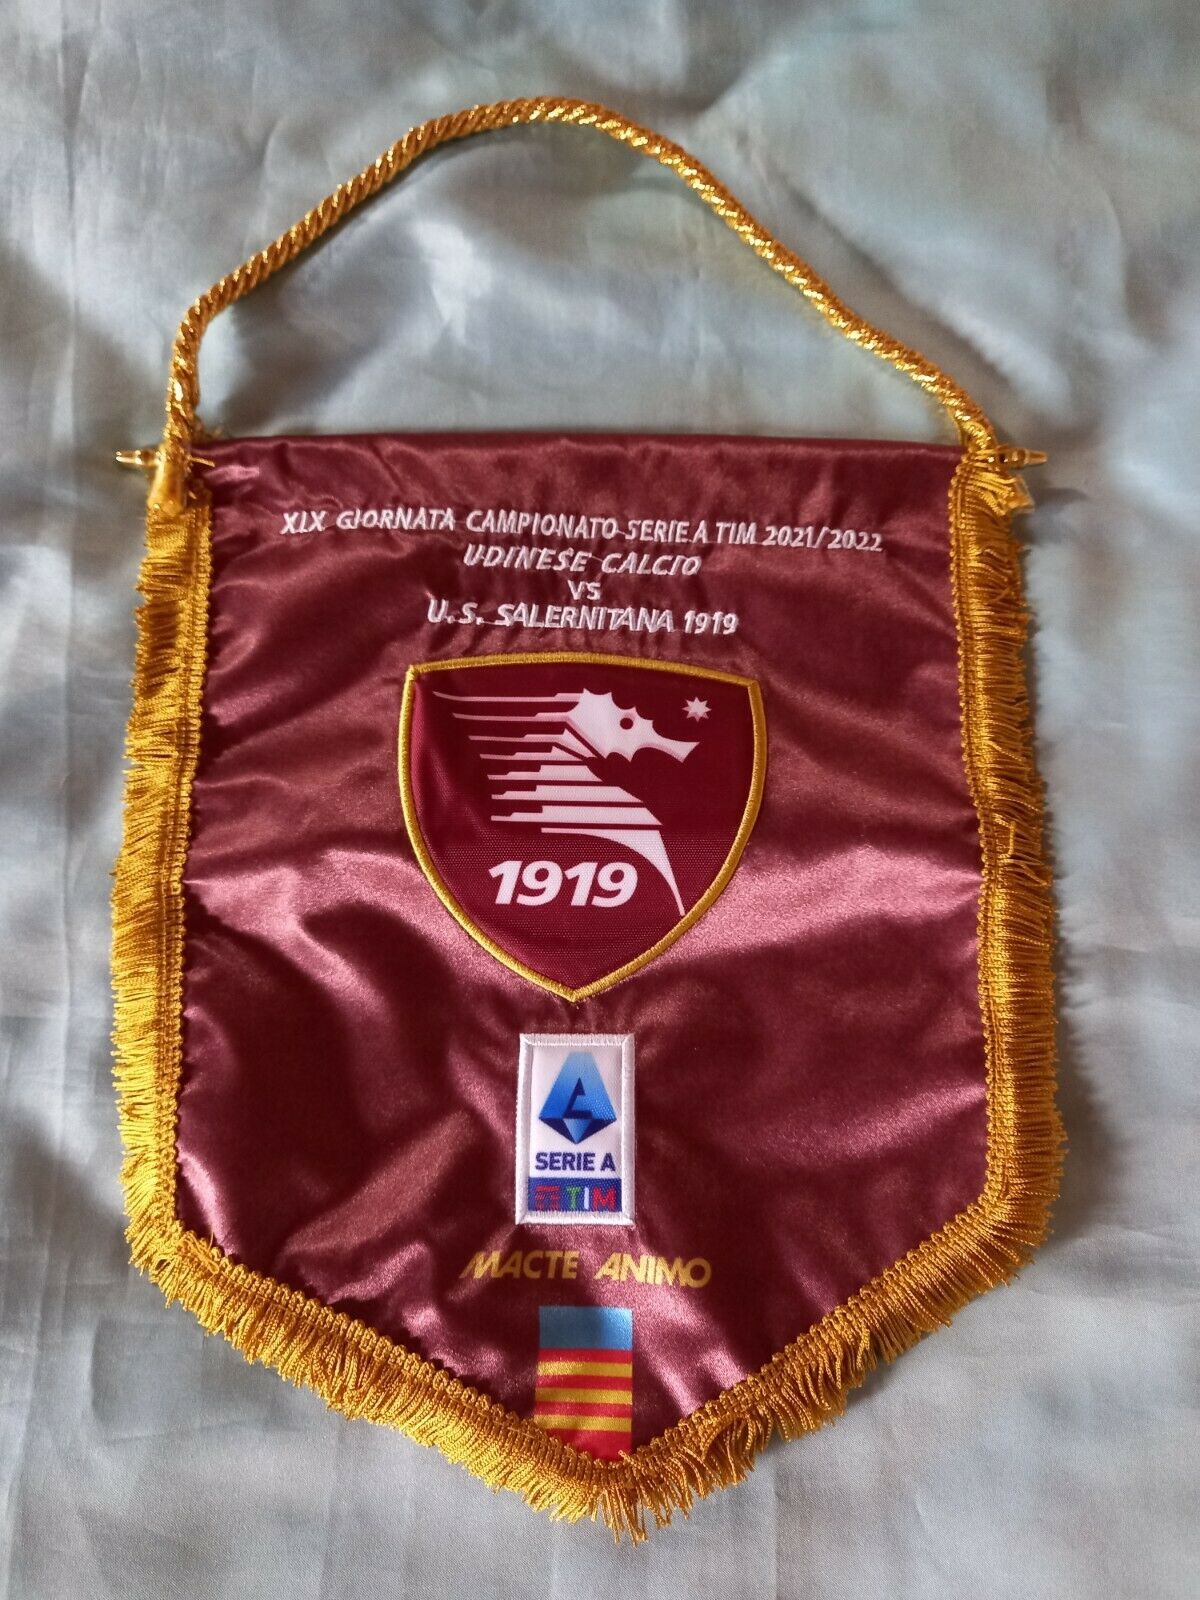 XIX GIORNATA CAMPIONATO SERIE A TIM 2021/2022
UDINESE CALCIO
VS
U.S. SALERNITANA 1919
1919
SERIE A
TIM
MACTE ANIMO